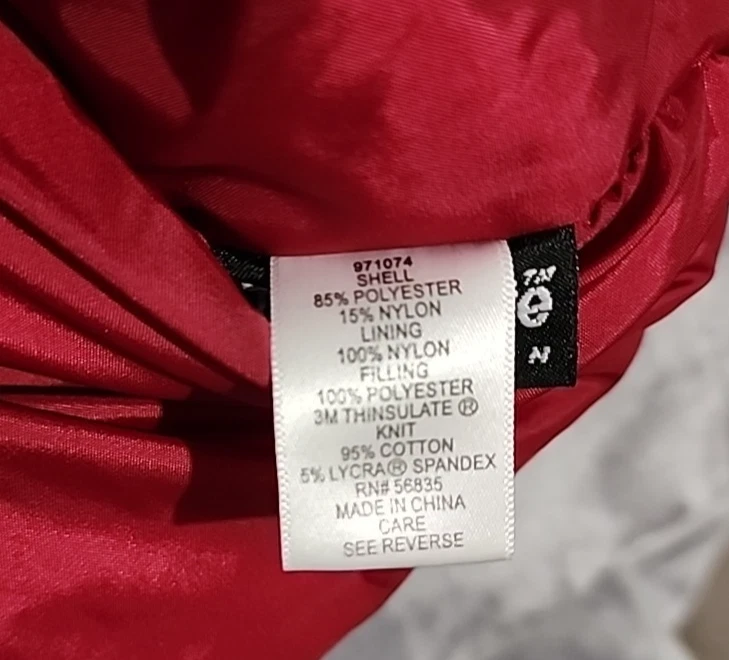 971074
SHELL
85% POLYESTER
15% NYLON
LINING
100% NYLON
FILLING
100% POLYESTER
3M THINSULATE ®
KNIT
95% COTTON
5% LYCRA® SPANDEX
RN# 56835
MADE IN CHINA
CARE
SEE REVERSE
TM
e